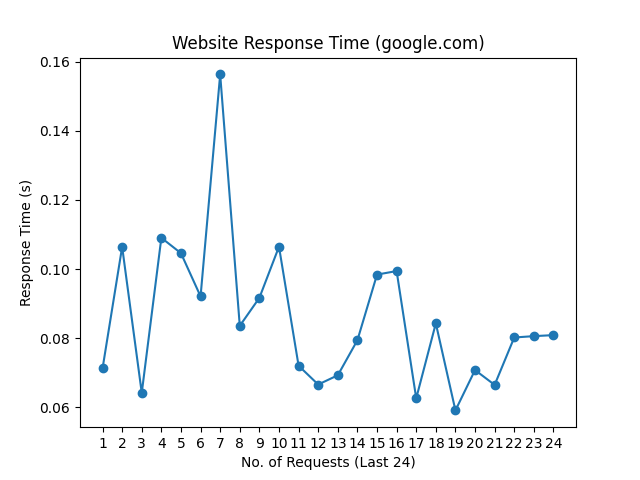 Website Response Time (google.com)
0.16
0.14
0.12
0.10
0.08
0.06
Response Time (s)
1 2 3 4 5 6 7 8 9 10 11 12 13 14 15 16 17 18 19 20 21 22 23 24
No. of Requests (Last 24)